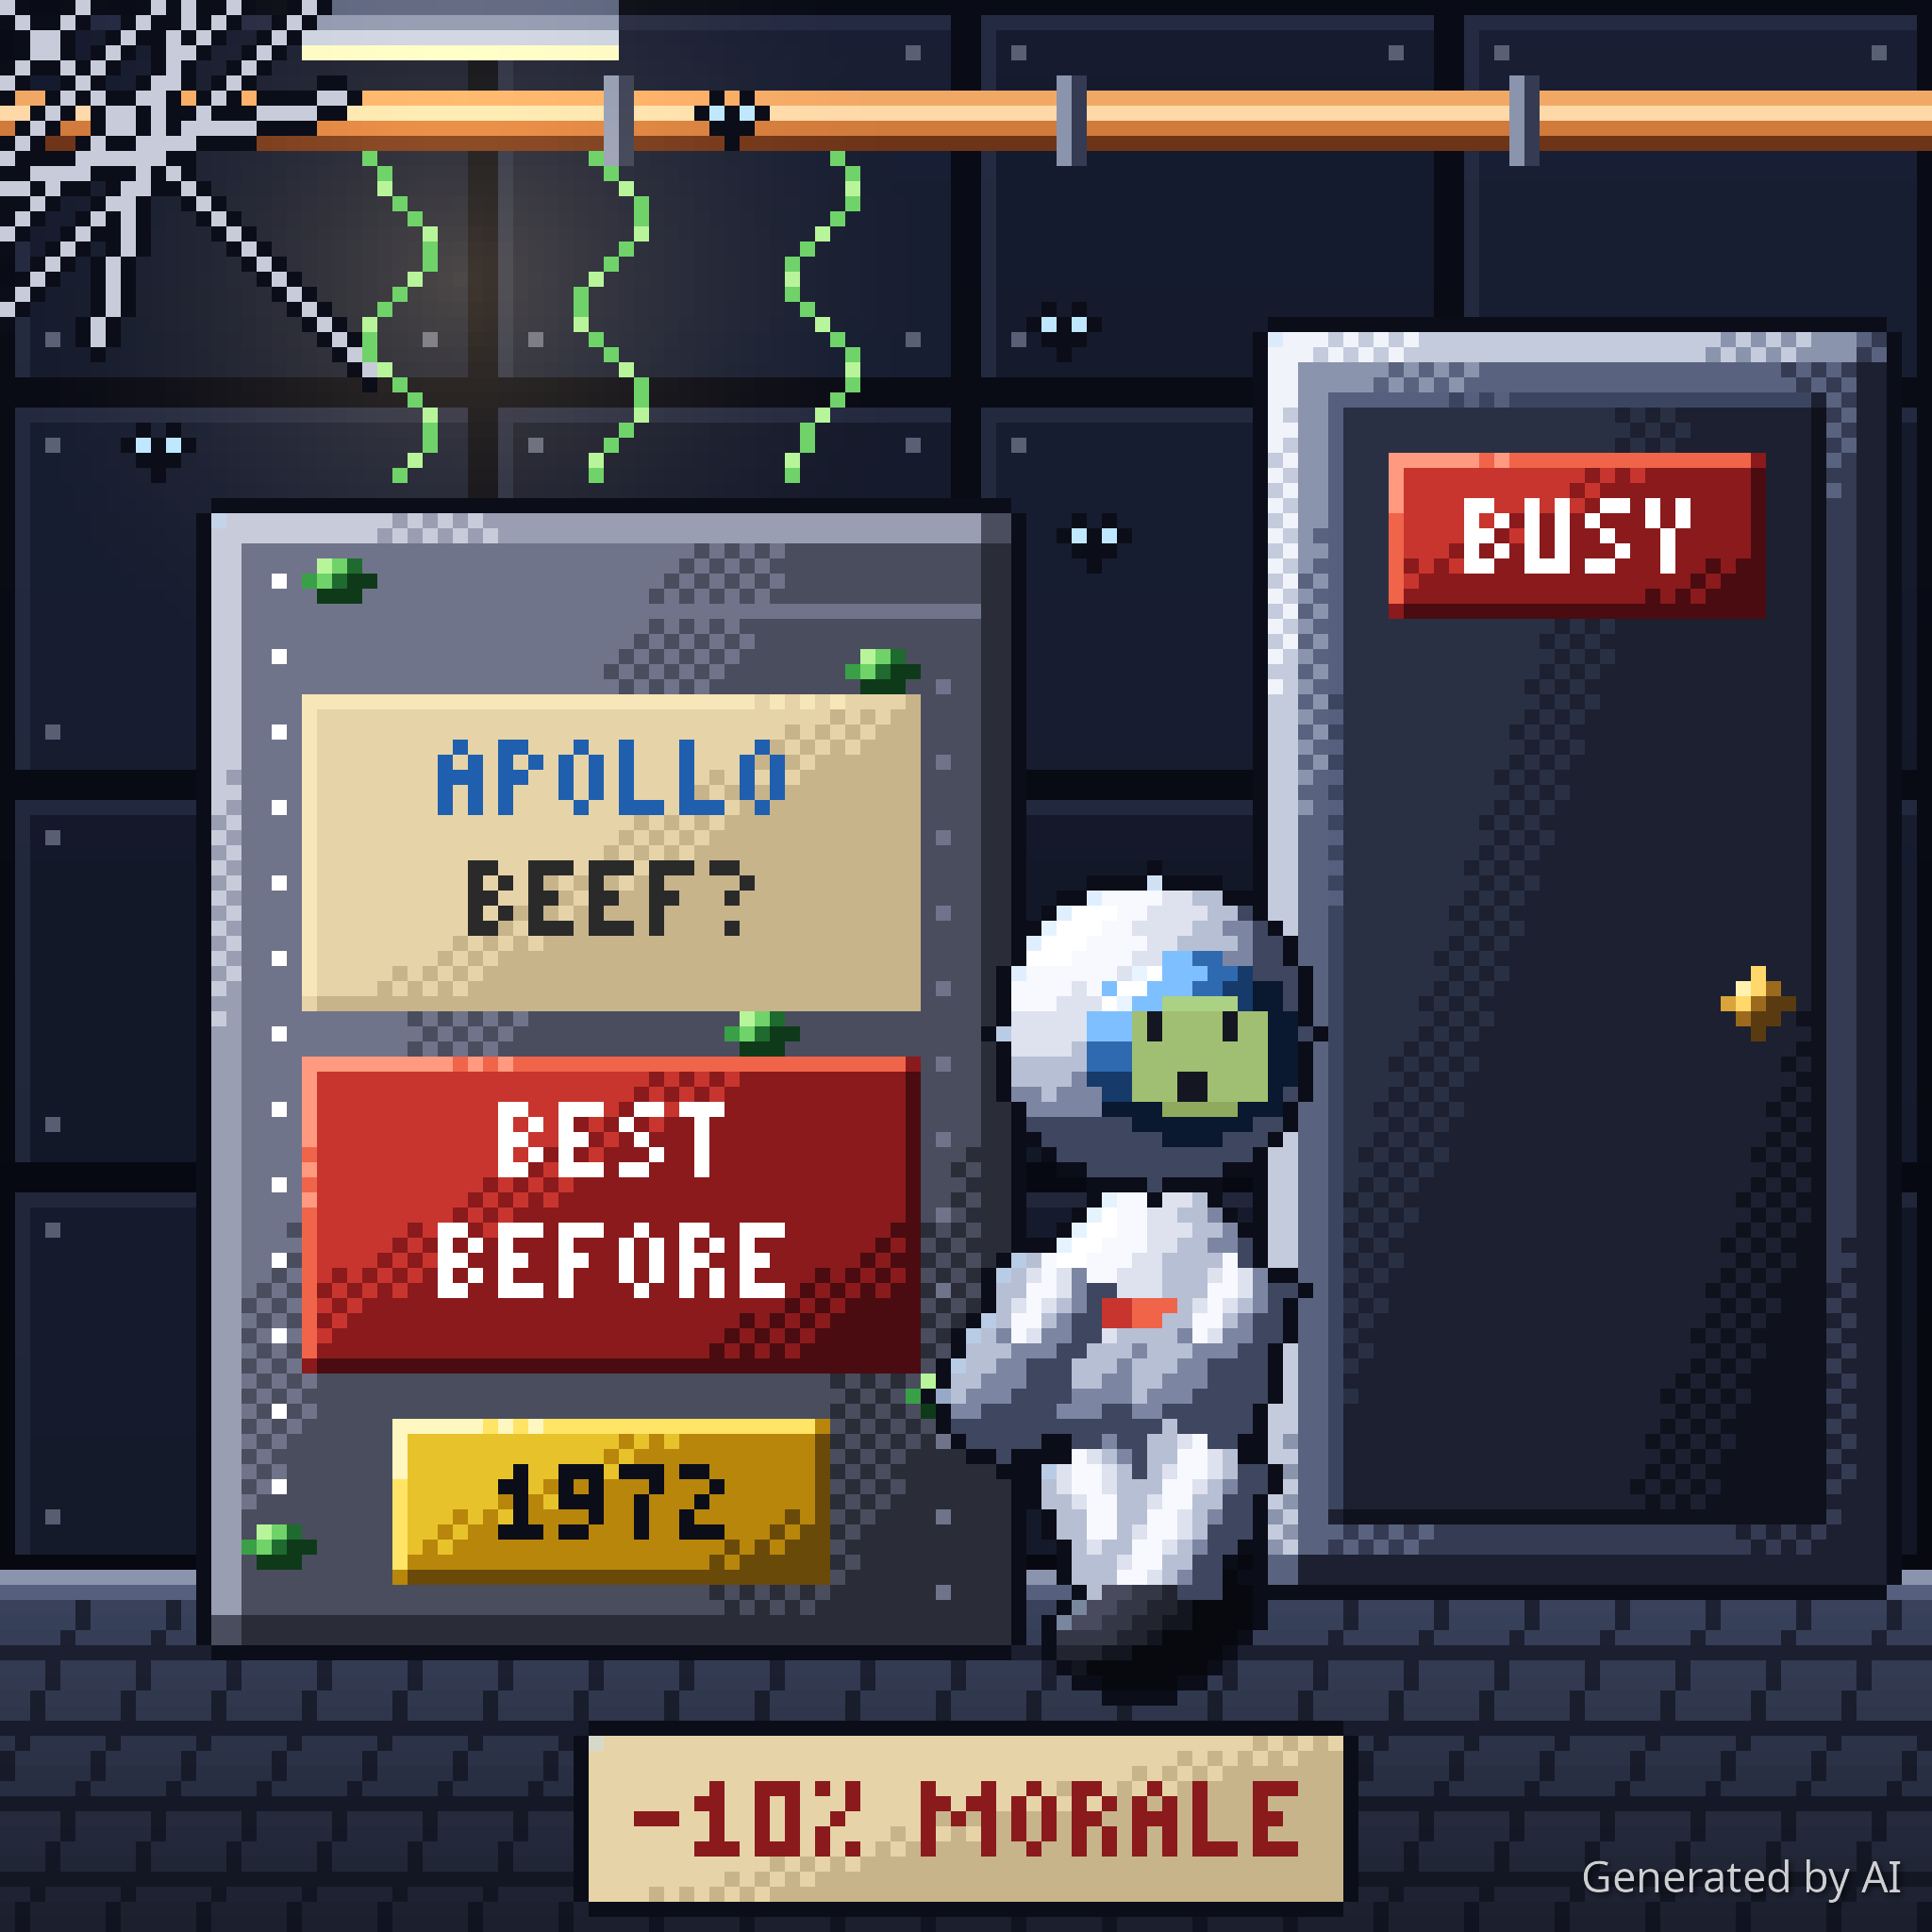 BUSY
APOLLO
BEEF?
BEST
BEFORE
1972
-10% MORALE
Generated by AI